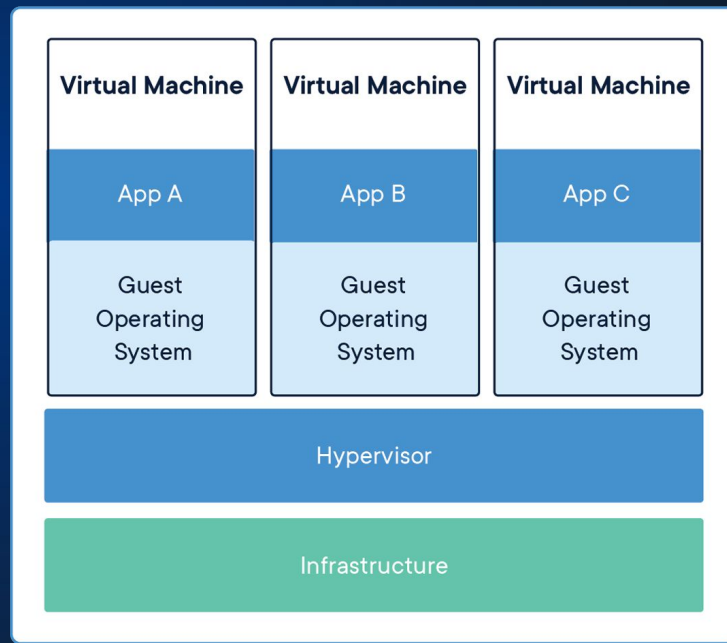 Virtual Machine
App A
Guest
Operating
System
Virtual Machine
App B
Guest
Operating
System
Virtual Machine
App C
Guest
Operating
System
Hypervisor
Infrastructure